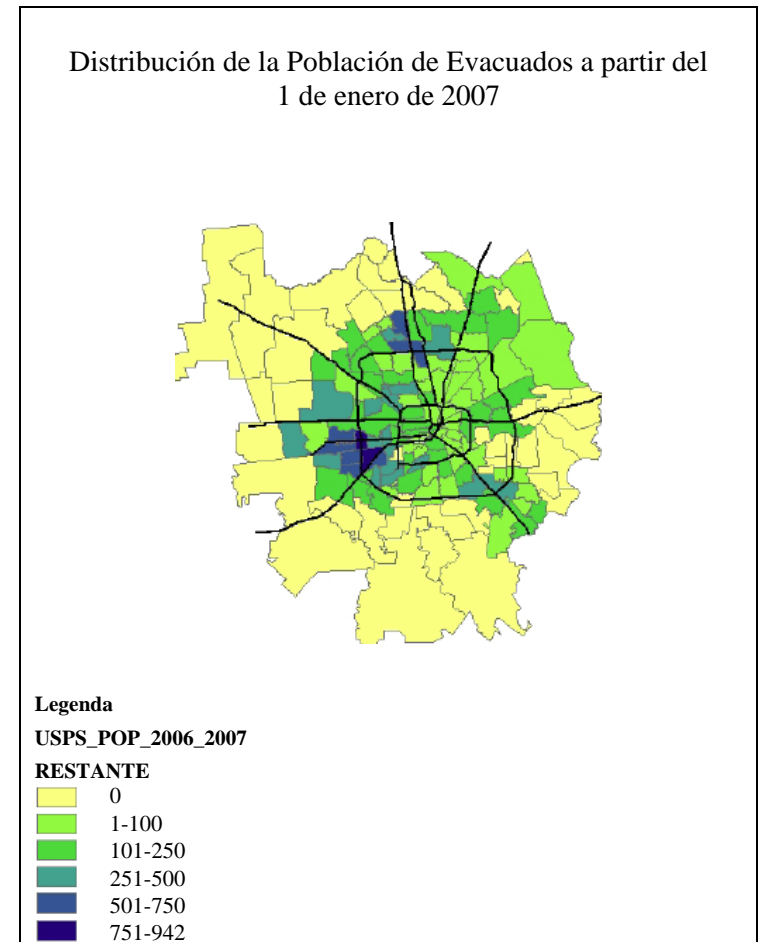 Distribución de la Población de Evacuados a partir del
1 de enero de 2007
Legenda
USPS_POP_2006_2007
RESTANTE
0
1-100
101-250
251-500
501-750
751-942